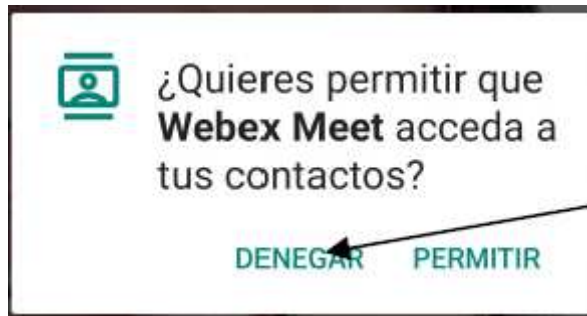 ¿Quieres permitir que
Webex Meet acceda a
tus contactos?
DENEGAR PERMITIR